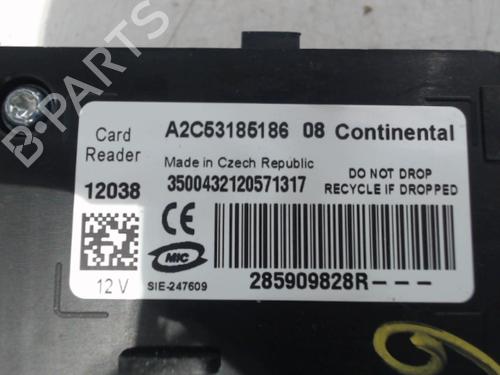 Card Reader
A2C53185186 08 Continental
Made in Czech Republic
12038
3500432120571317
DO NOT DROP
RECYCLE IF DROPPED
CE
MIC
12 V
SIE-247609
285909828R---